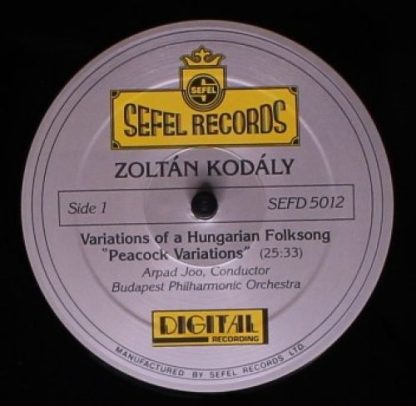 SEFEL
SEFEL RECORDS
ZOLTÁN KODÁLY
Side 1
SEFD 5012
Variations of a Hungarian Folksong
"Peacock Variations" (25:33)
Arpad Joo, Conductor
Budapest Philharmonic Orchestra
DIGITAL
RECORDING
MANUFACTURED BY SEFEL RECORDS LTD.